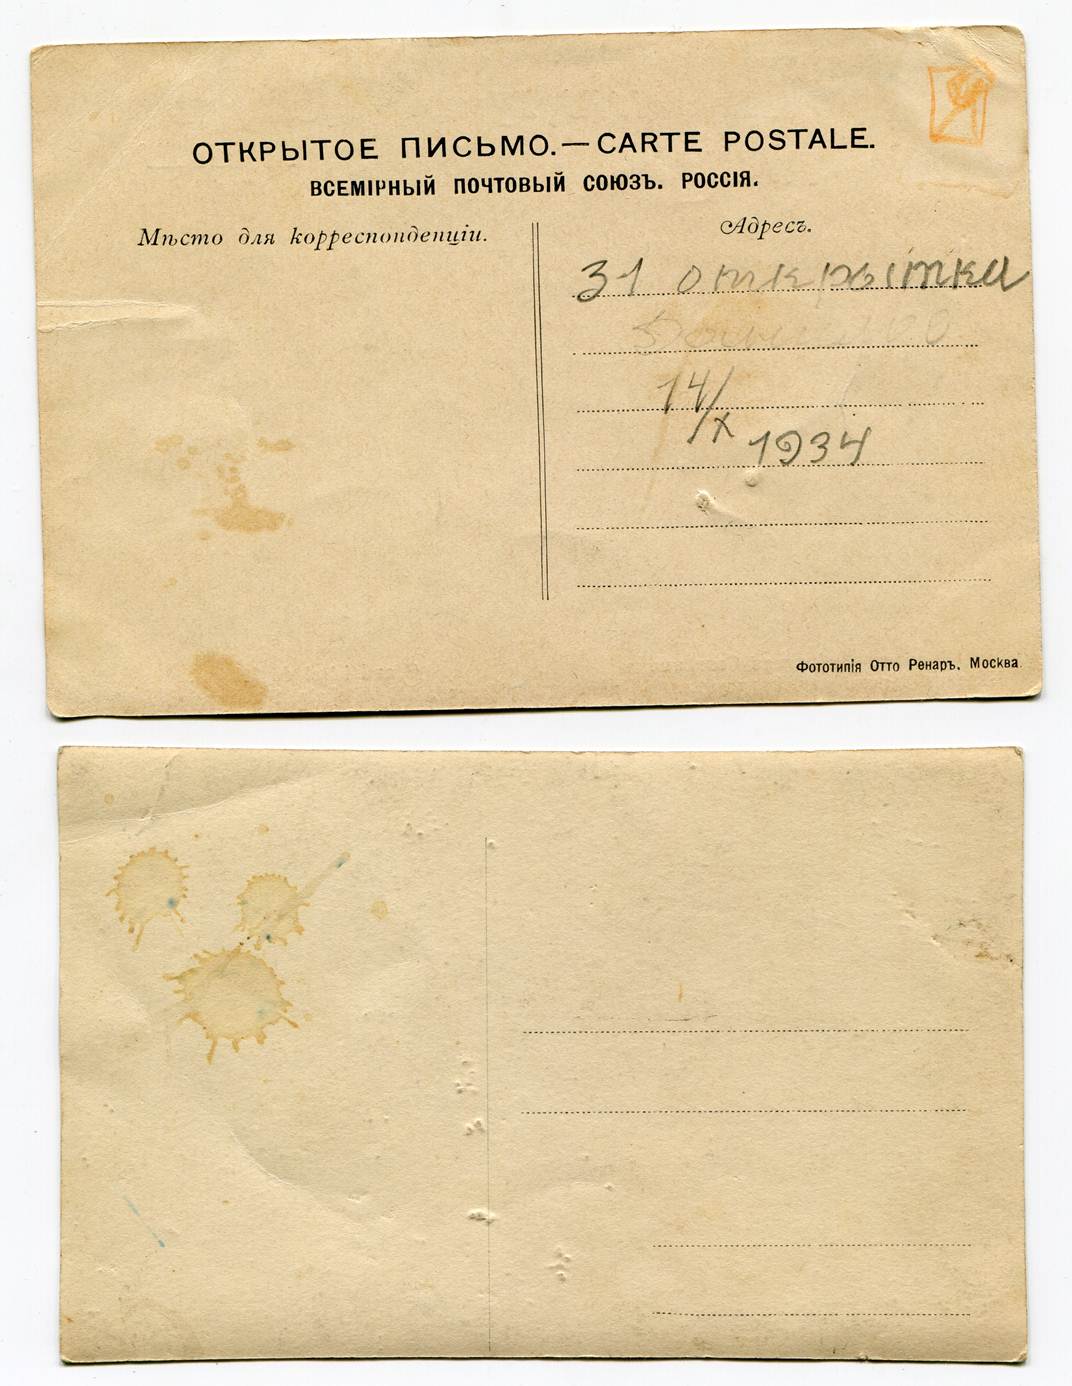 ОТКРЫТОЕ ПИСЬМО.—CARTE POSTALE.
ВСЕМІРНЫЙ ПОЧТОВЫЙ СОЮЗЪ. РОССІЯ.
Мѣсто для корреспонденціи.
Адресъ.
31 открытка
14/X 1934
Фототипія Отто Ренаръ, Москва